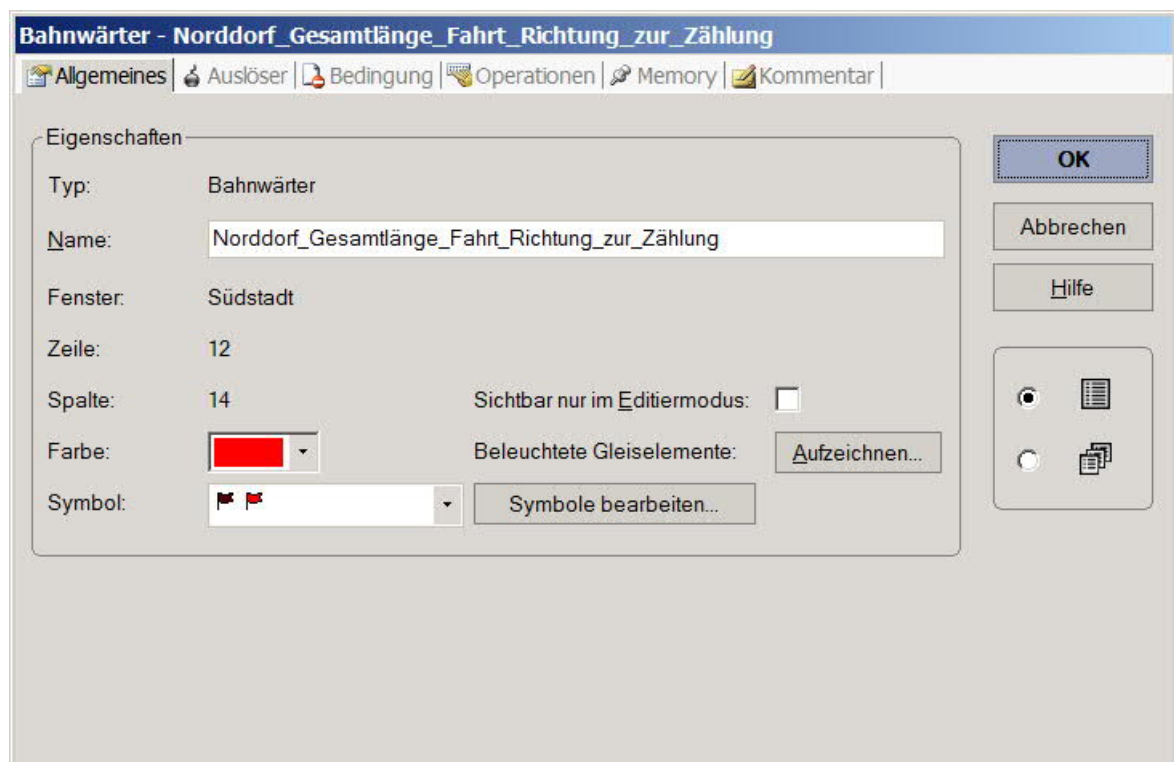 Bahnwärter - Norddorf_Gesamtlänge_Fahrt_Richtung_zur_Zählung
Allgemeines Auslöser Bedingung Operationen Memory Kommentar
Eigenschaften
Typ: Bahnwärter
Name: Norddorf_Gesamtlänge_Fahrt_Richtung_zur_Zählung
Fenster: Südstadt
Zeile: 12
Spalte: 14 Sichtbar nur im Editiermodus:
Farbe: Beleuchtete Gleiselemente: Aufzeichnen...
Symbol: Symbole bearbeiten...
OK
Abbrechen
Hilfe